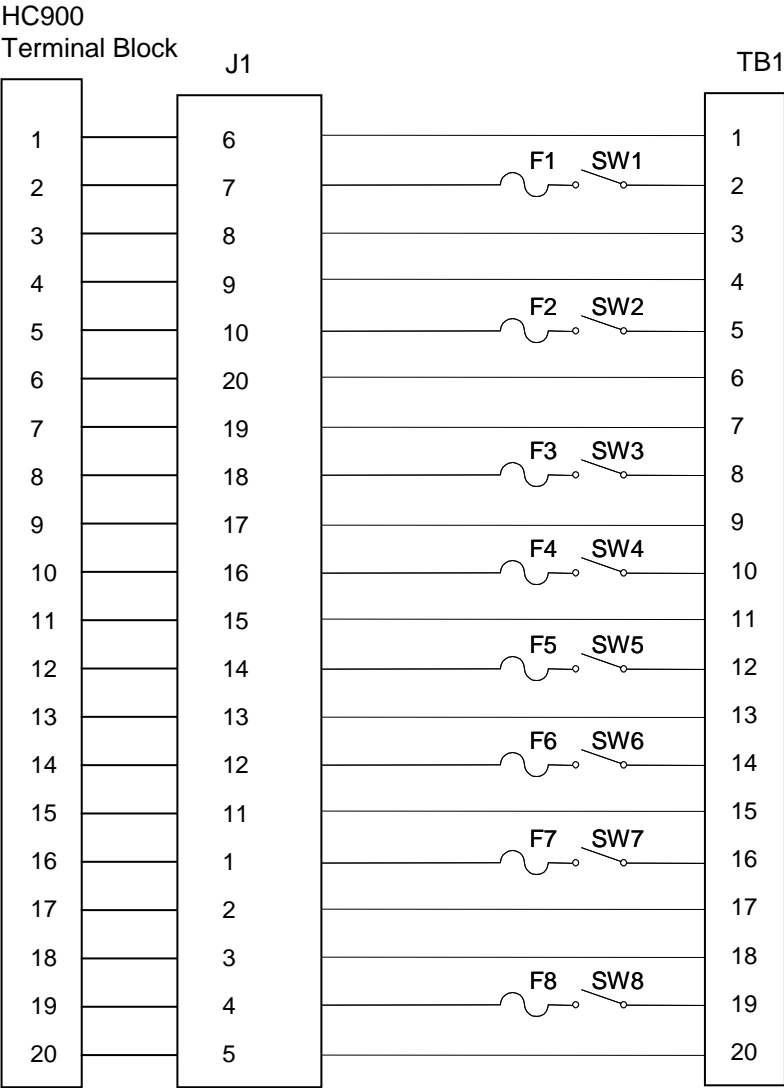 HC900
Terminal Block
J1
TB1
1 6 1
F1 SW1
2 7 2
3 8 3
4 9 4
F2 SW2
5 10 5
6 20 6
7 19 7
F3 SW3
8 18 8
9 17 9
F4 SW4
10 16 10
11 15 11
F5 SW5
12 14 12
13 13 13
F6 SW6
14 12 14
15 11 15
F7 SW7
16 1 16
17 2 17
18 3 18
F8 SW8
19 4 19
20 5 20